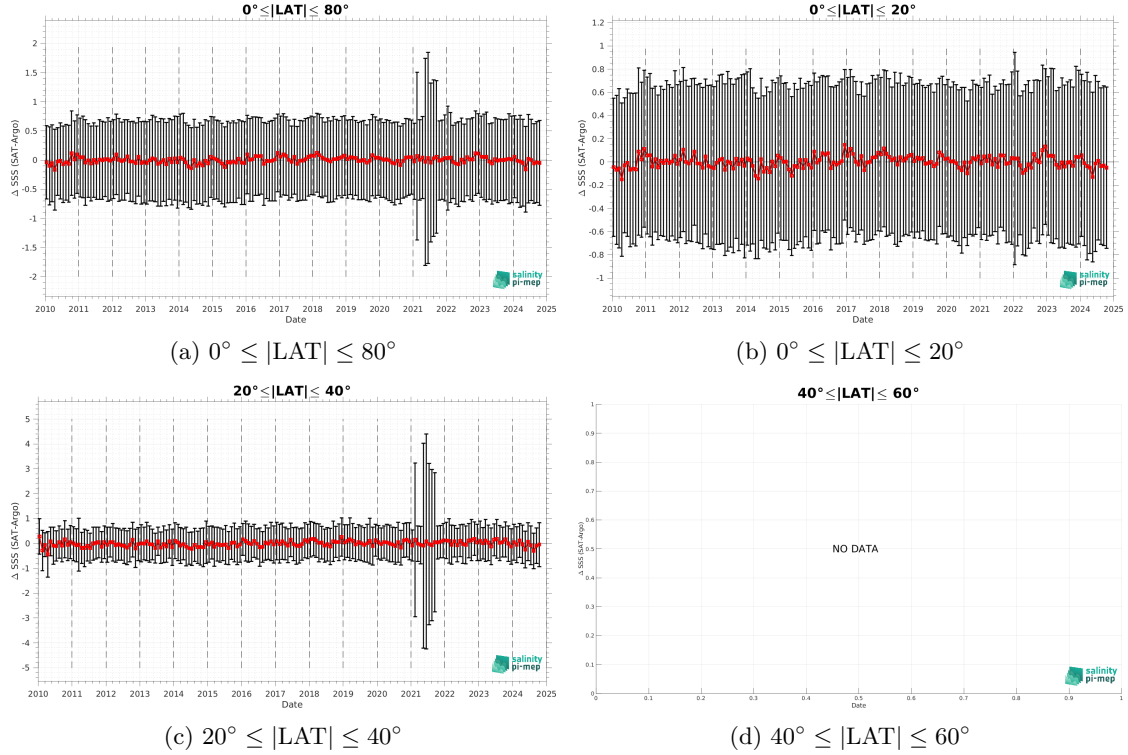 0°≤|LAT|≤ 80°
Δ SSS (SAT-Argo)
2
1.5
1
0.5
0
-0.5
-1
-1.5
-2
2010 2011 2012 2013 2014 2015 2016 2017 2018 2019 2020 2021 2022 2023 2024 2025
Date
salinity
pi-mep
(a) 0° ≤ |LAT| ≤ 80°
0°≤|LAT|≤ 20°
Δ SSS (SAT-Argo)
1.2
1
0.8
0.6
0.4
0.2
0
-0.2
-0.4
-0.6
-0.8
-1
2010 2011 2012 2013 2014 2015 2016 2017 2018 2019 2020 2021 2022 2023 2024 2025
Date
salinity
pi-mep
(b) 0° ≤ |LAT| ≤ 20°
20°≤|LAT|≤ 40°
Δ SSS (SAT-Argo)
5
4
3
2
1
0
-1
-2
-3
-4
-5
2010 2011 2012 2013 2014 2015 2016 2017 2018 2019 2020 2021 2022 2023 2024 2025
Date
salinity
pi-mep
(c) 20° ≤ |LAT| ≤ 40°
40°≤|LAT|≤ 60°
Δ SSS (SAT-Argo)
1
0.9
0.8
0.7
0.6
0.5
0.4
0.3
0.2
0.1
0
NO DATA
0 0.1 0.2 0.3 0.4 0.5 0.6 0.7 0.8 0.9 1
Date
salinity
pi-mep
(d) 40° ≤ |LAT| ≤ 60°